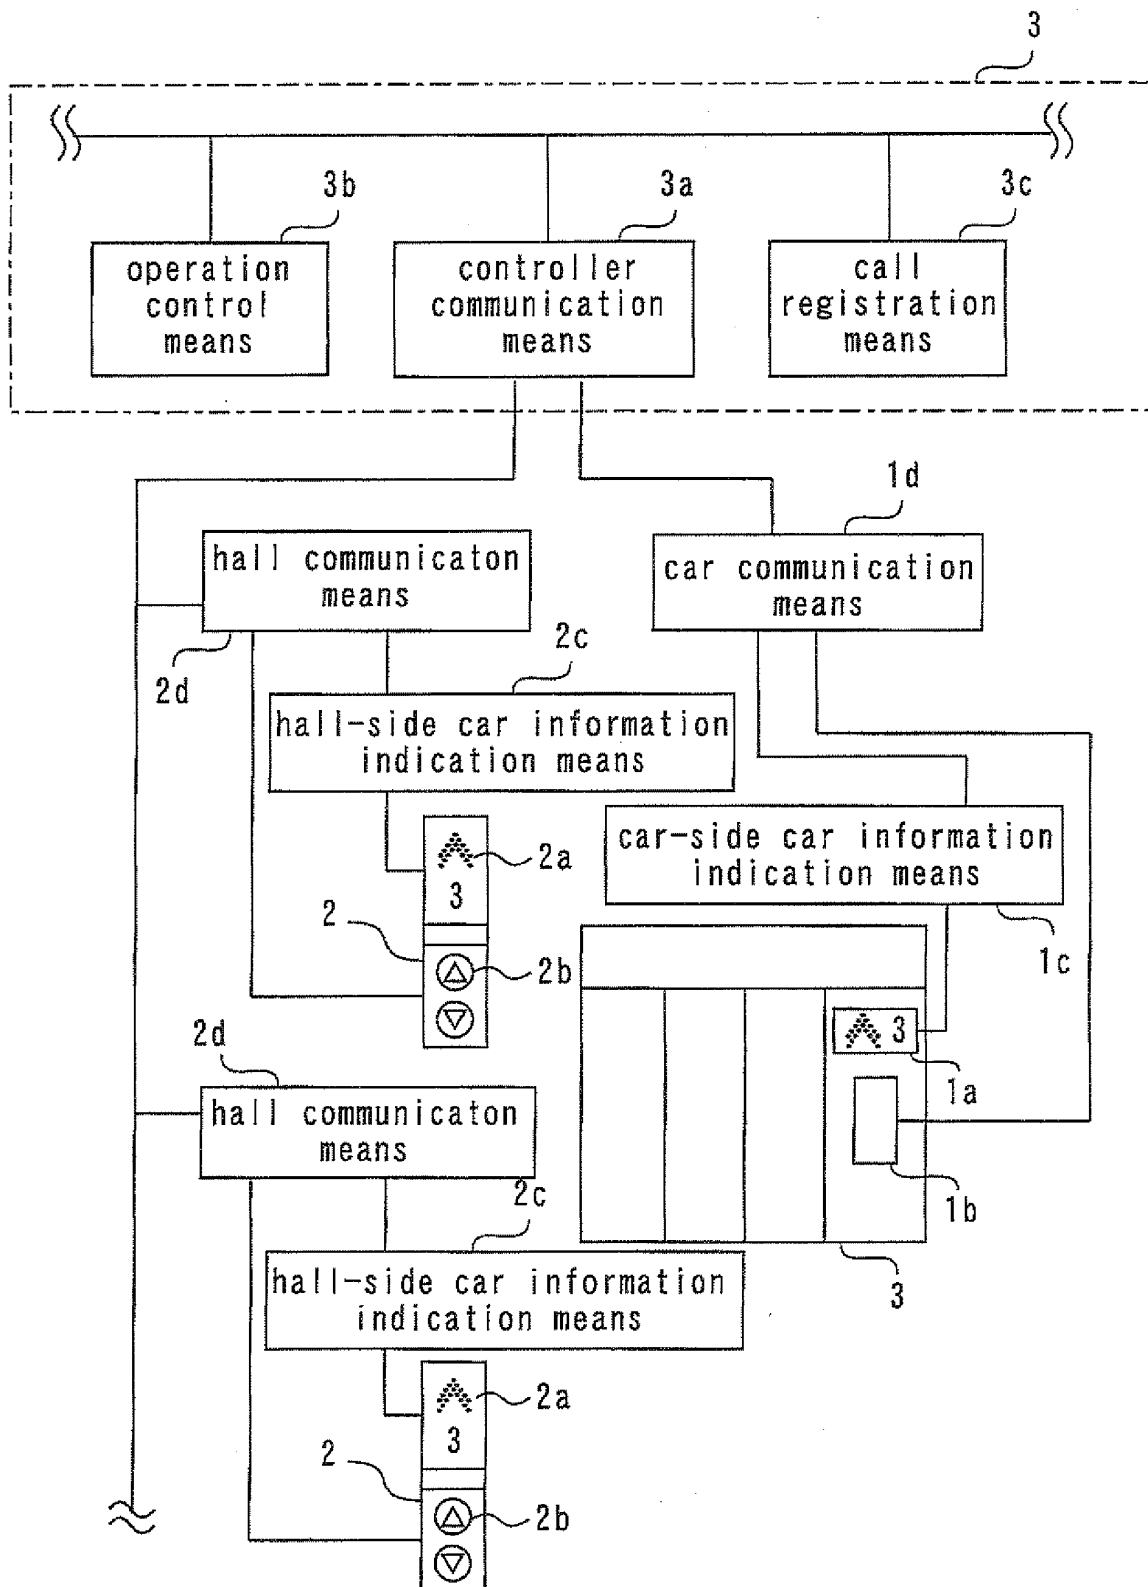 3
3b
3a
3c
operation
control
means
controller
communication
means
call
registration
means
1d
hall communicaton
means
car communication
means
2d
2c
hall-side car information
indication means
car-side car information
indication means
2a
3
2
2b
1c
3
1a
2d
hall communicaton
means
1b
2c
3
hall-side car information
indication means
2a
3
2
2b